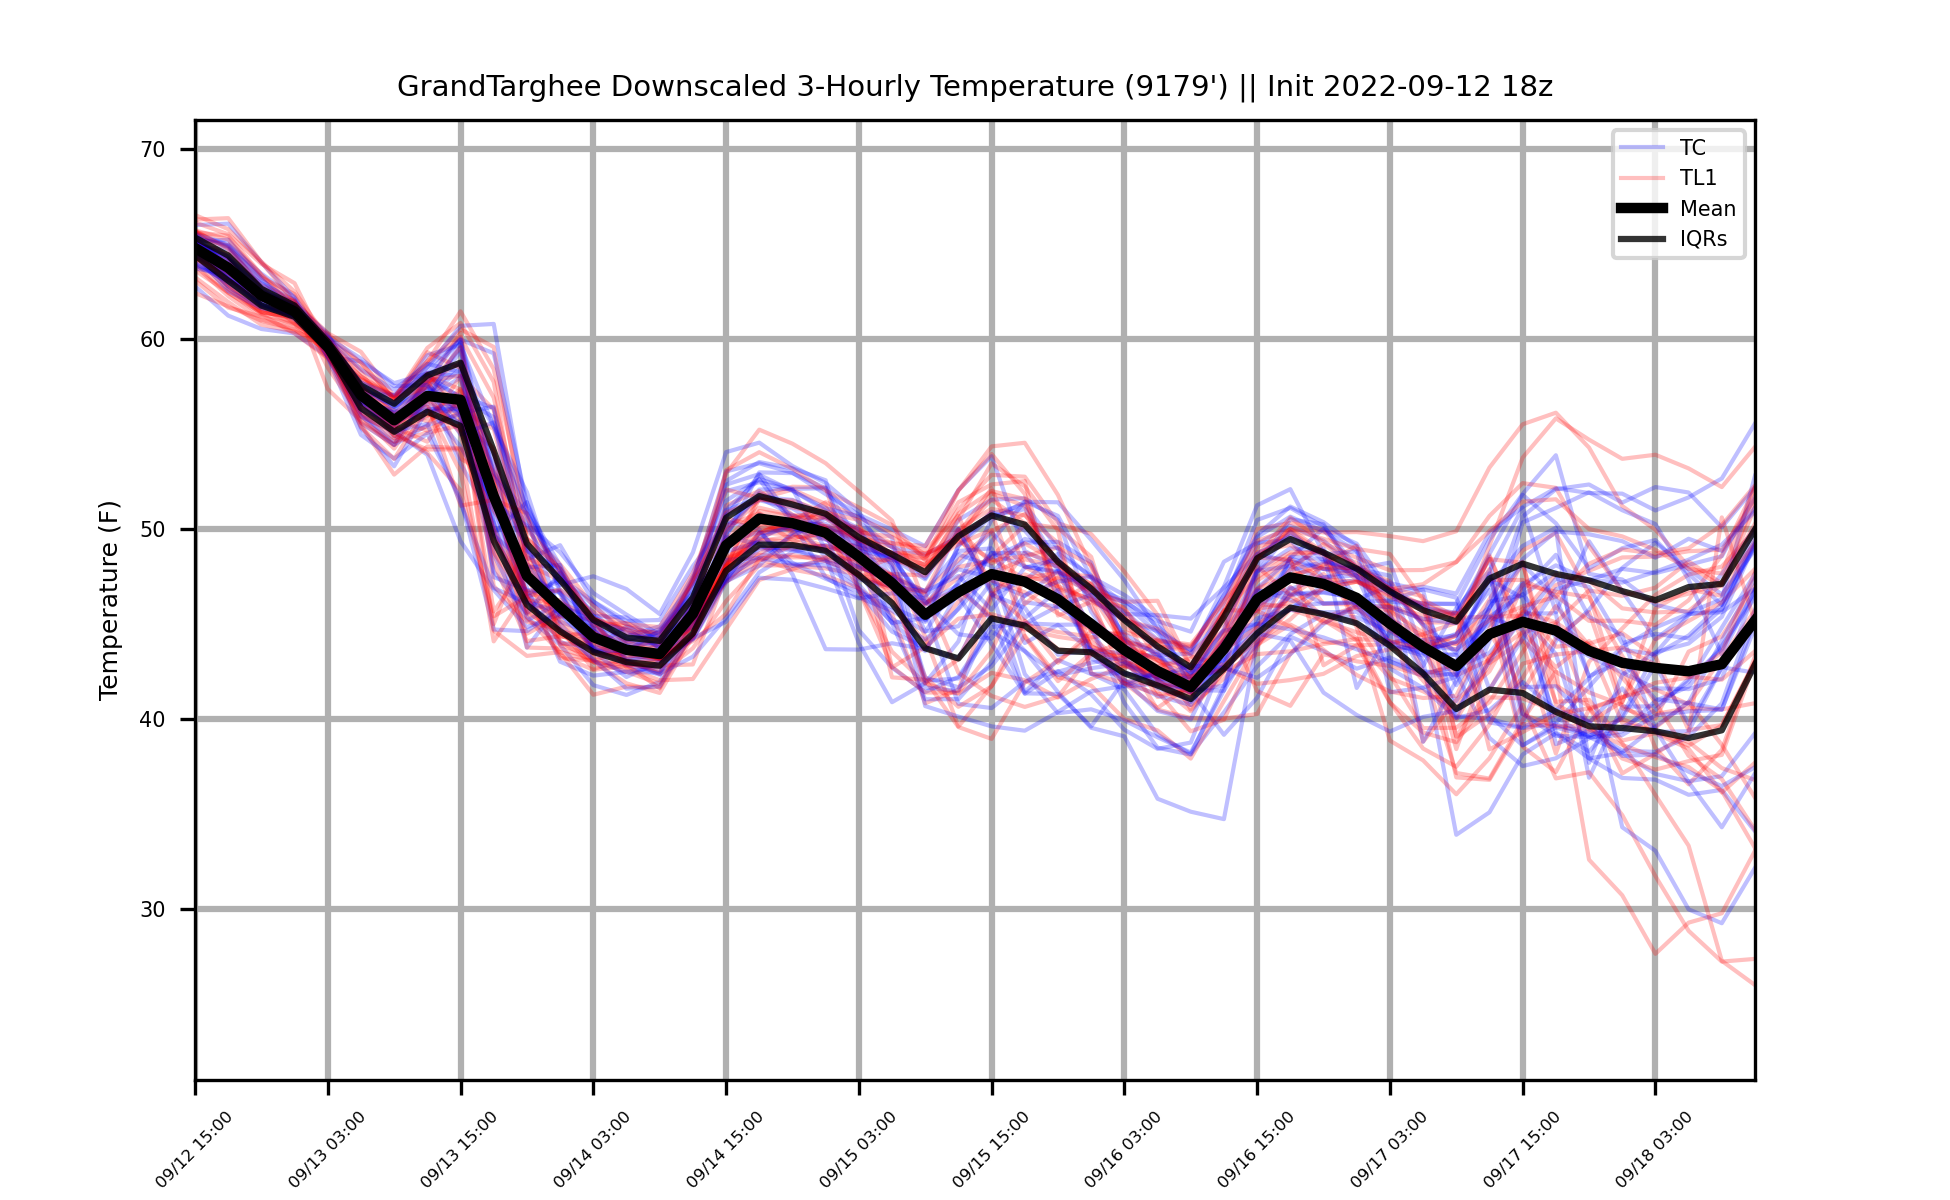 GrandTarghee Downscaled 3-Hourly Temperature (9179') || Init 2022-09-12 18z
TC
TL1
Mean
IQRs
Temperature (F)
70
60
50
40
30
09/12 15:00
09/13 03:00
09/13 15:00
09/14 03:00
09/14 15:00
09/15 03:00
09/15 15:00
09/16 03:00
09/16 15:00
09/17 03:00
09/17 15:00
09/18 03:00